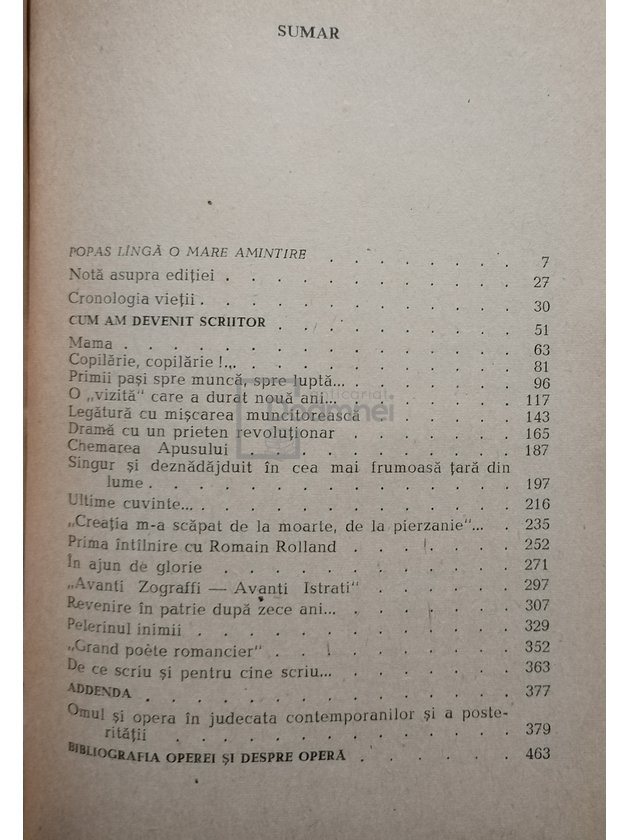 SUMAR
POPAS LÎNGĂ O MARE AMINTIRE . . . . . . . 7
Notă asupra ediției . . . . . . . . . . . 27
Cronologia vieții . . . . . . . . . . . . 30
CUM AM DEVENIT SCRIITOR . . . . . . . . . 51
Mama . . . . . . . . . . . . . . . . 63
Copilărie, copilărie !... . . . . . . . . . . 81
Primii pași spre muncă, spre luptă... . . . . . . 96
O „vizită" care a durat nouă ani... . . . . . . 117
Legătură cu mișcarea muncitorească . . . . . . 143
Dramă cu un prieten revoluționar . . . . . . 165
Chemarea Apusului . . . . . . . . . . 187
Singur și deznădăjduit în cea mai frumoasă țară din
lume . . . . . . . . . . . . . . 197
Ultime cuvinte... . . . . . . . . . . . 216
„Creația m-a scăpat de la moarte, de la pierzanie"... . 235
Prima întîlnire cu Romain Rolland . . . . . . 252
În ajun de glorie . . . . . . . . . . . 271
„Avanti Zograffi — Avanți Istrati" . . . . . . 297
Revenire în patrie după zece ani... . . . . . . 307
Pelerinul inimii . . . . . . . . . . . . 329
„Grand poète romancier" . . . . . . . . . 352
De ce scriu și pentru cine scriu... . . . . . . 363
ADDENDA . . . . . . . . . . . . . . 377
Omul și opera în judecata contemporanilor și a poste-
rității . . . . . . . . . . . . . 379
BIBLIOGRAFIA OPEREI ȘI DESPRE OPERĂ . . . . . 463